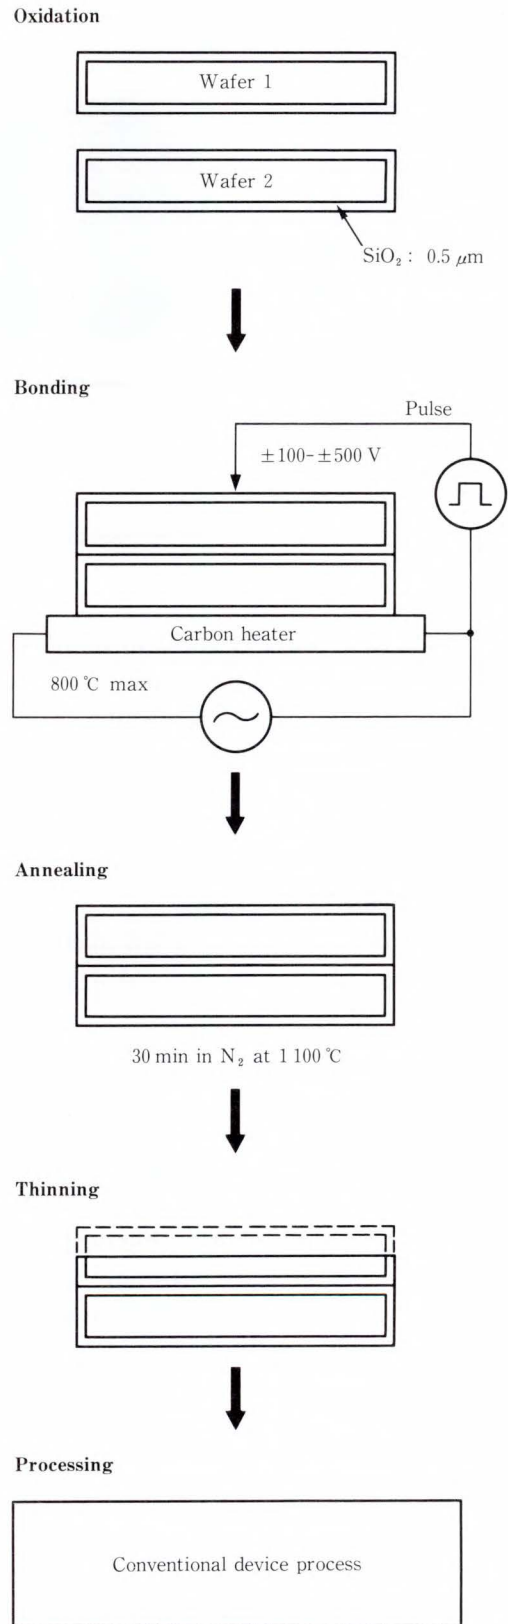 Oxidation
Wafer 1
Wafer 2
SiO₂: 0.5 μm
Bonding
Pulse
±100-±500 V
Carbon heater
800 ℃ max
Annealing
30 min in N₂ at 1 100 ℃
Thinning
Processing
Conventional device process